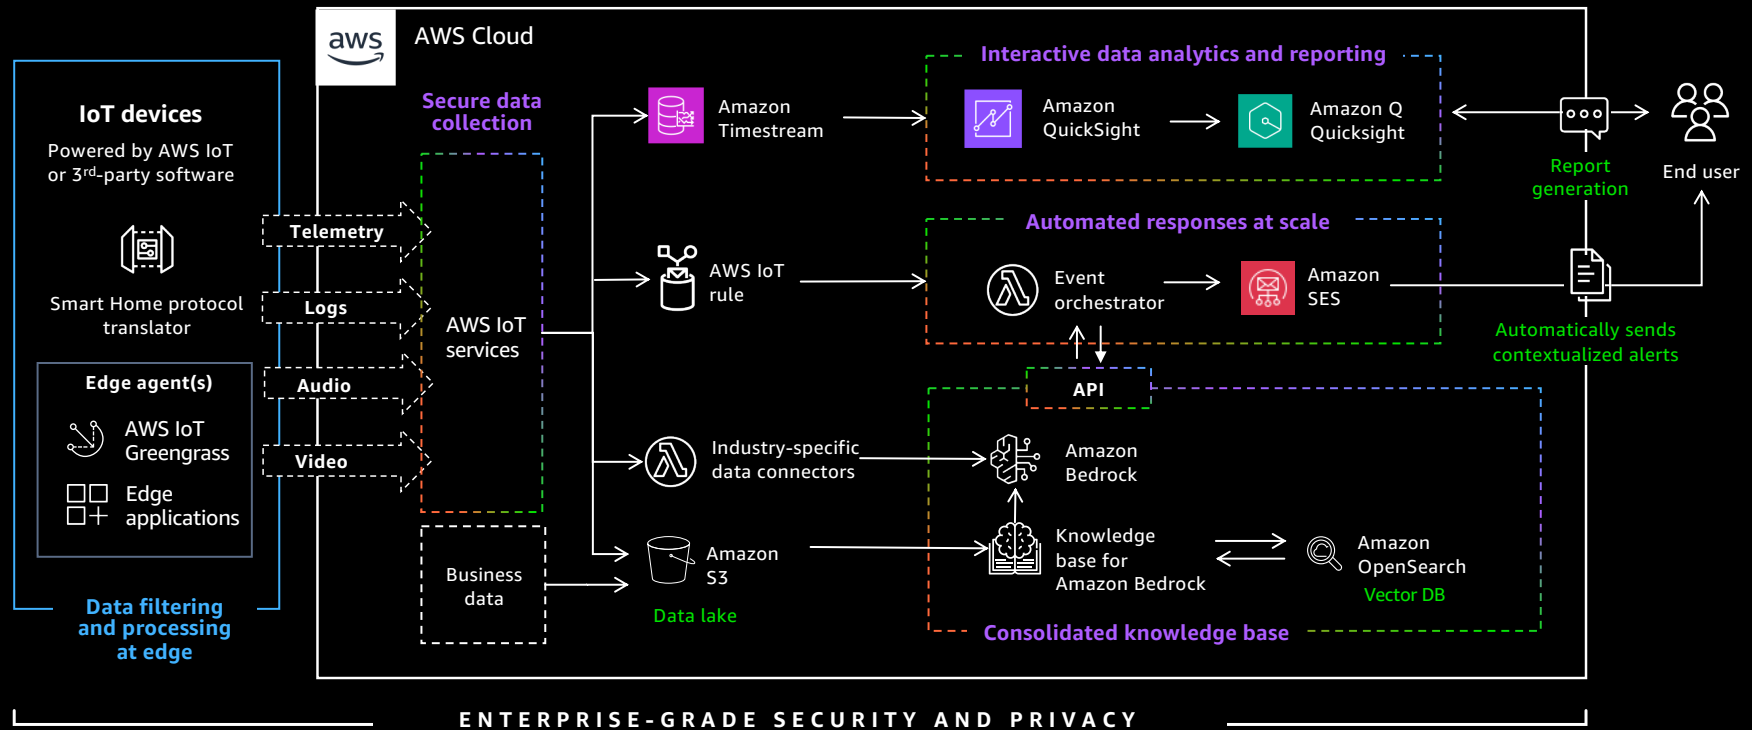 aws
AWS Cloud
IoT devices
Powered by AWS IoT
or 3rd-party software
Smart Home protocol
translator
Edge agent(s)
AWS IoT
Greengrass
Edge
applications
Data filtering
and processing
at edge
Telemetry
Logs
Audio
Video
Secure data
collection
AWS IoT
services
Business
data
Amazon
Timestream
AWS IoT
rule
Industry-specific
data connectors
Amazon
S3
Data lake
Interactive data analytics and reporting
Amazon
QuickSight
Amazon Q
Quicksight
Automated responses at scale
Event
orchestrator
Amazon
SES
API
Amazon
Bedrock
Knowledge
base for
Amazon Bedrock
Amazon
OpenSearch
Vector DB
Consolidated knowledge base
Report
generation
End user
Automatically sends
contextualized alerts
ENTERPRISE-GRADE SECURITY AND PRIVACY